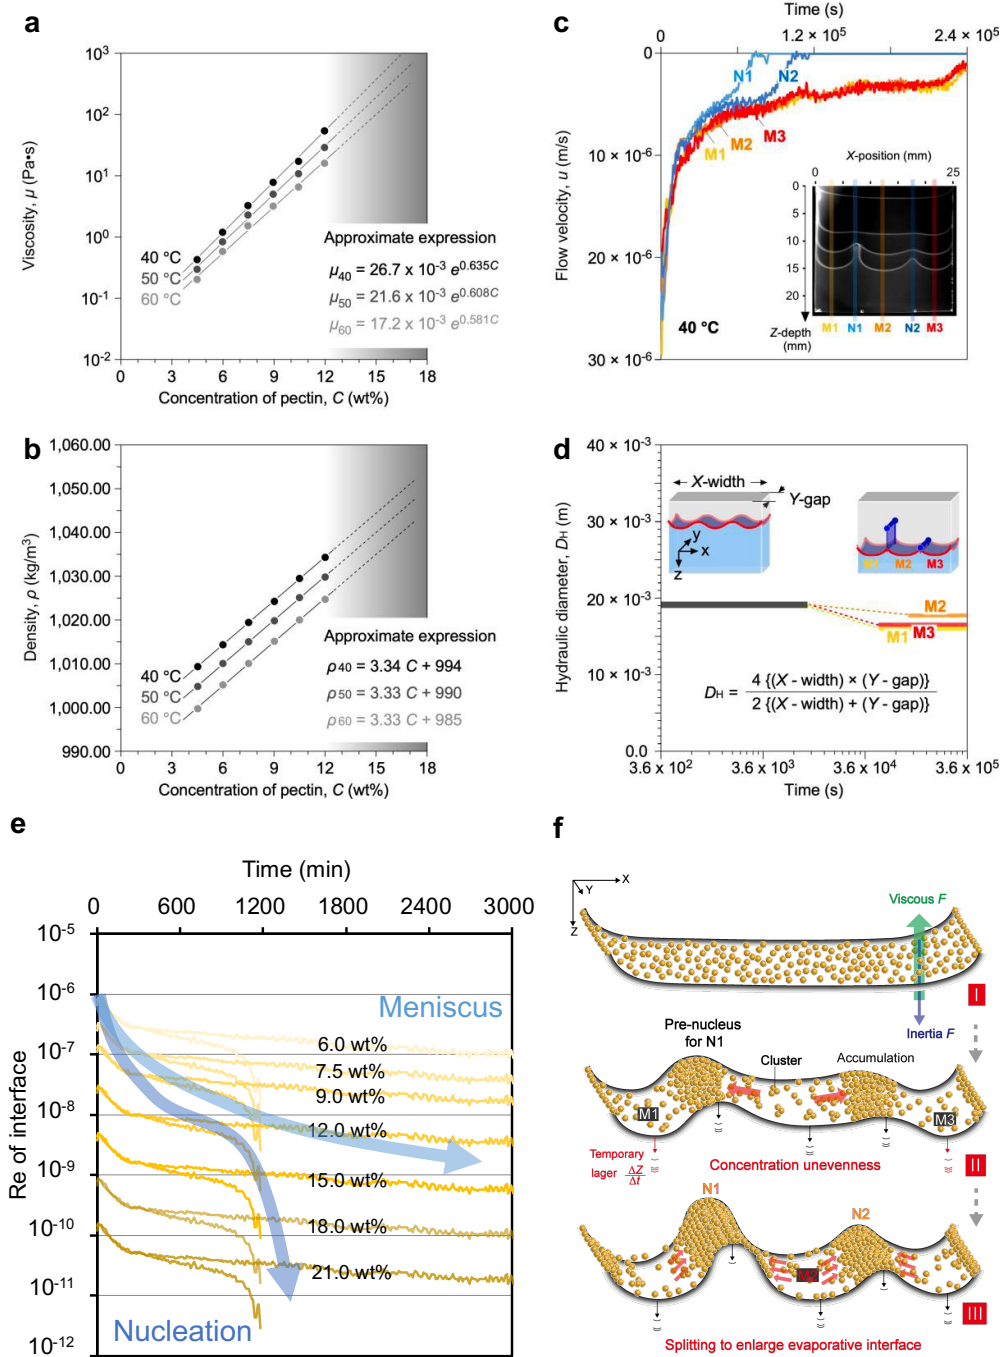 a
10³
10²
10¹
10⁰
10⁻¹
10⁻²
Viscosity, μ (Pa•s)
40 °C
50 °C
60 °C
Approximate expression
μ₄₀ = 26.7 x 10⁻³ e^0.635C
μ₅₀ = 21.6 x 10⁻³ e^0.608C
μ₆₀ = 17.2 x 10⁻³ e^0.581C
0 3 6 9 12 15 18
Concentration of pectin, C (wt%)
b
1,060.00
1,050.00
1,040.00
1,030.00
1,020.00
1,010.00
1,000.00
990.00
Density, ρ (kg/m³)
40 °C
50 °C
60 °C
Approximate expression
ρ₄₀ = 3.34 C + 994
ρ₅₀ = 3.33 C + 990
ρ₆₀ = 3.33 C + 985
0 3 6 9 12 15 18
Concentration of pectin, C (wt%)
c
Time (s)
0 1.2 × 10⁵ 2.4 × 10⁵
0
10 × 10⁻⁶
20 × 10⁻⁶
30 × 10⁻⁶
Flow velocity, u (m/s)
N1 N2
M1 M2 M3
40 °C
X-position (mm)
0 25
0
5
10
15
20
Z-depth
(mm)
M1 N1 M2 N2 M3
d
40 × 10⁻³
30 × 10⁻³
20 × 10⁻³
10 × 10⁻³
0.0
Hydraulic diameter, D_H (m)
X-width
Y-gap
y
x
z
M1 M2 M3
M2
M1 M3
D_H = 4 {(X - width) × (Y - gap)} / 2 {(X - width) + (Y - gap)}
3.6 x 10² 3.6 x 10³ 3.6 x 10⁴ 3.6 x 10⁵
Time (s)
e
Time (min)
0 600 1200 1800 2400 3000
10⁻⁵
10⁻⁶
10⁻⁷
10⁻⁸
10⁻⁹
10⁻¹⁰
10⁻¹¹
10⁻¹²
Re of interface
Meniscus
6.0 wt%
7.5 wt%
9.0 wt%
12.0 wt%
15.0 wt%
18.0 wt%
21.0 wt%
Nucleation
f
X
Y
Z
Viscous F
I
Inertia F
Pre-nucleus
for N1
Cluster
Accumulation
M1
M3
Temporary
lager ΔZ/Δt
Concentration unevenness
II
N1
N2
M2
III
Splitting to enlarge evaporative interface